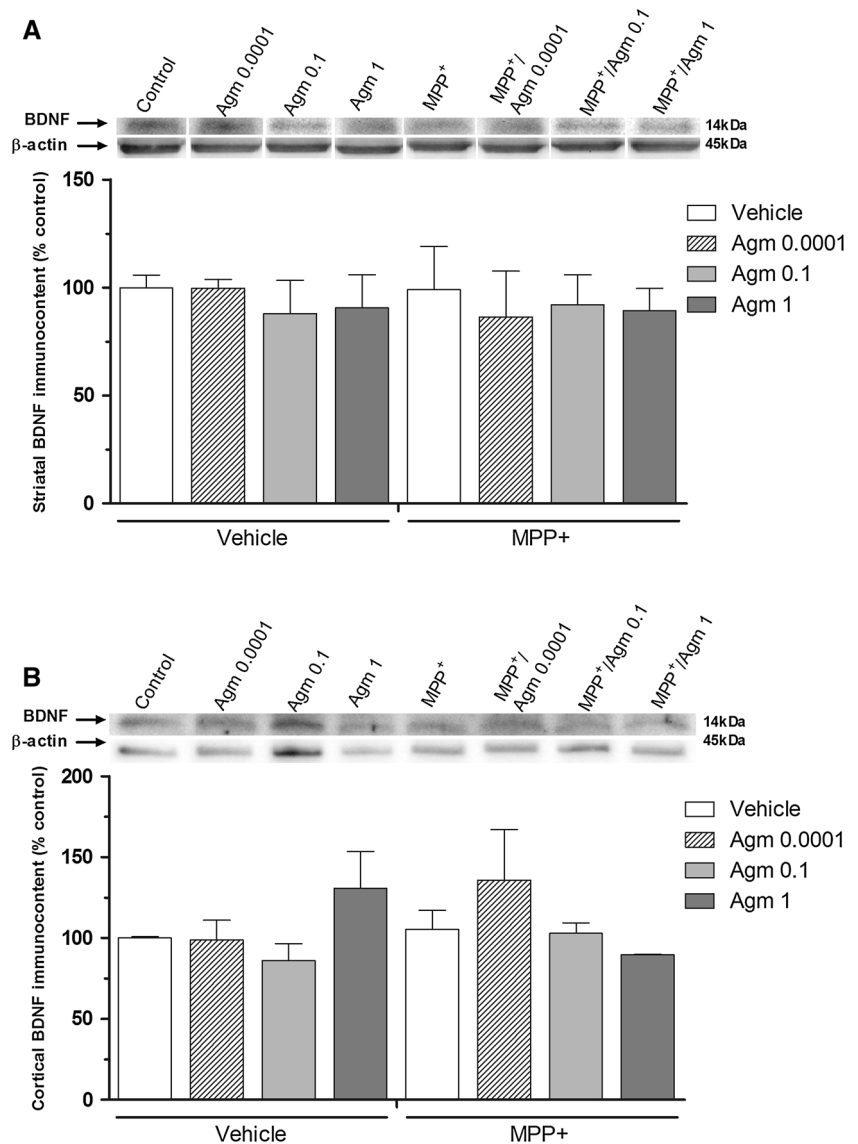 A
Control
Agm 0.0001
Agm 0.1
Agm 1
MPP+
MPP+/
Agm 0.0001
MPP+/Agm 0.1
MPP+/Agm 1
BDNF
14kDa
β-actin
45kDa
Striatal BDNF immunocontent (% control)
150
100
50
0
Vehicle
Agm 0.0001
Agm 0.1
Agm 1
Vehicle
MPP+
B
Control
Agm 0.0001
Agm 0.1
Agm 1
MPP+
MPP+/
Agm 0.0001
MPP+/Agm 0.1
MPP+/Agm 1
BDNF
14kDa
β-actin
45kDa
Cortical BDNF immunocontent (% control)
200
150
100
50
0
Vehicle
Agm 0.0001
Agm 0.1
Agm 1
Vehicle
MPP+